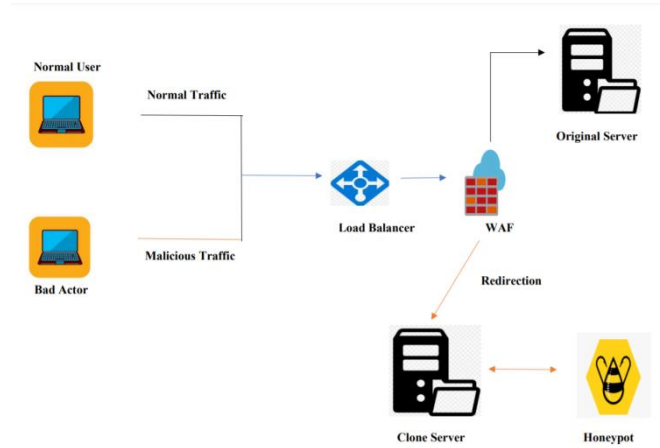 Normal User
Normal Traffic
Original Server
Load Balancer
WAF
Malicious Traffic
Bad Actor
Redirection
Clone Server
Honeypot